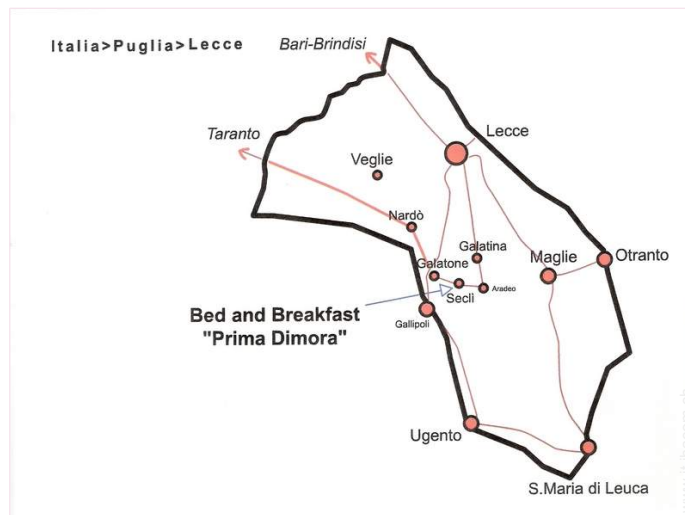 Italia>Puglia>Lecce
Bari-Brindisi
Taranto
Lecce
Veglie
Nardò
Galatina
Galatone
Maglie
Otranto
Seclì
Aradeo
Bed and Breakfast
"Prima Dimora"
Gallipoli
Ugento
S.Maria di Leuca